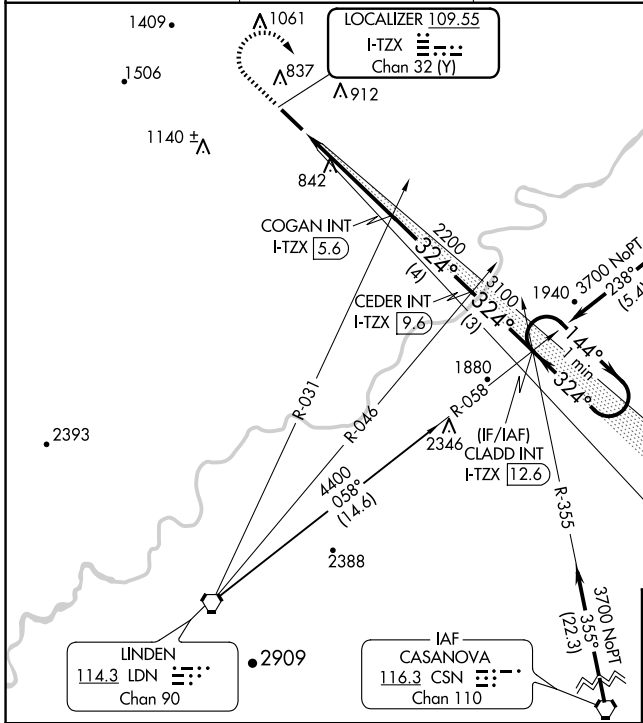 1409
1061
LOCALIZER 109.55
I-TZX
Chan 32 (Y)
1506
837
912
1140 ±
842
COGAN INT
I-TZX 5.6
2200
324°
(4)
CEDER INT
I-TZX 9.6
3100
324°
(3)
1940
3700 NoPT
238°
(5.4)
144°
1 min
324°
1880
R-031
R-046
R-058
2346
(IF/IAF)
CLADD INT
I-TZX 12.6
2393
4400
058°
(14.6)
R-355
2388
3700 NoPT
355°
(22.3)
LINDEN
114.3 LDN
Chan 90
2909
IAF
CASANOVA
116.3 CSN
Chan 110